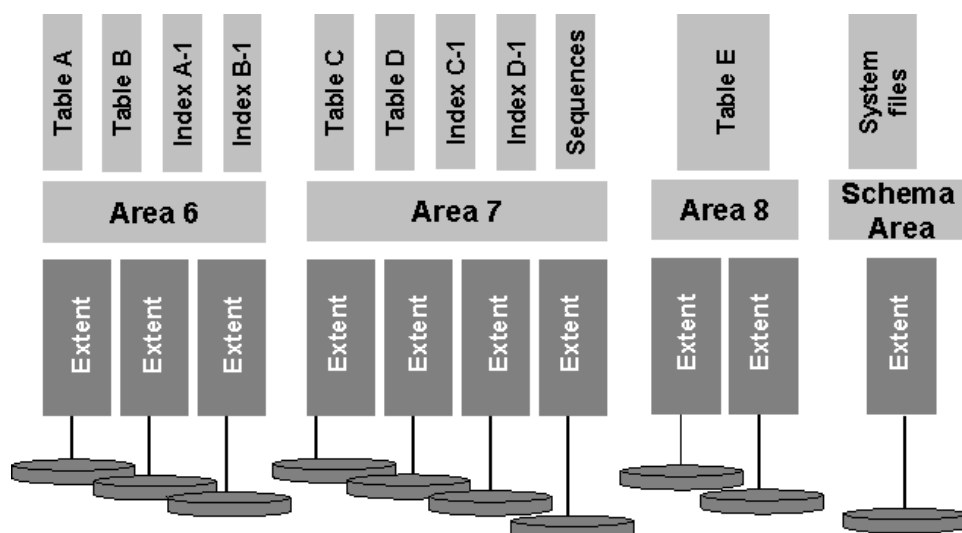 Table A
Table B
Index A-1
Index B-1
Table C
Table D
Index C-1
Index D-1
Sequences
Table E
System
files
Area 6
Area 7
Area 8
Schema
Area
Extent
Extent
Extent
Extent
Extent
Extent
Extent
Extent
Extent
Extent